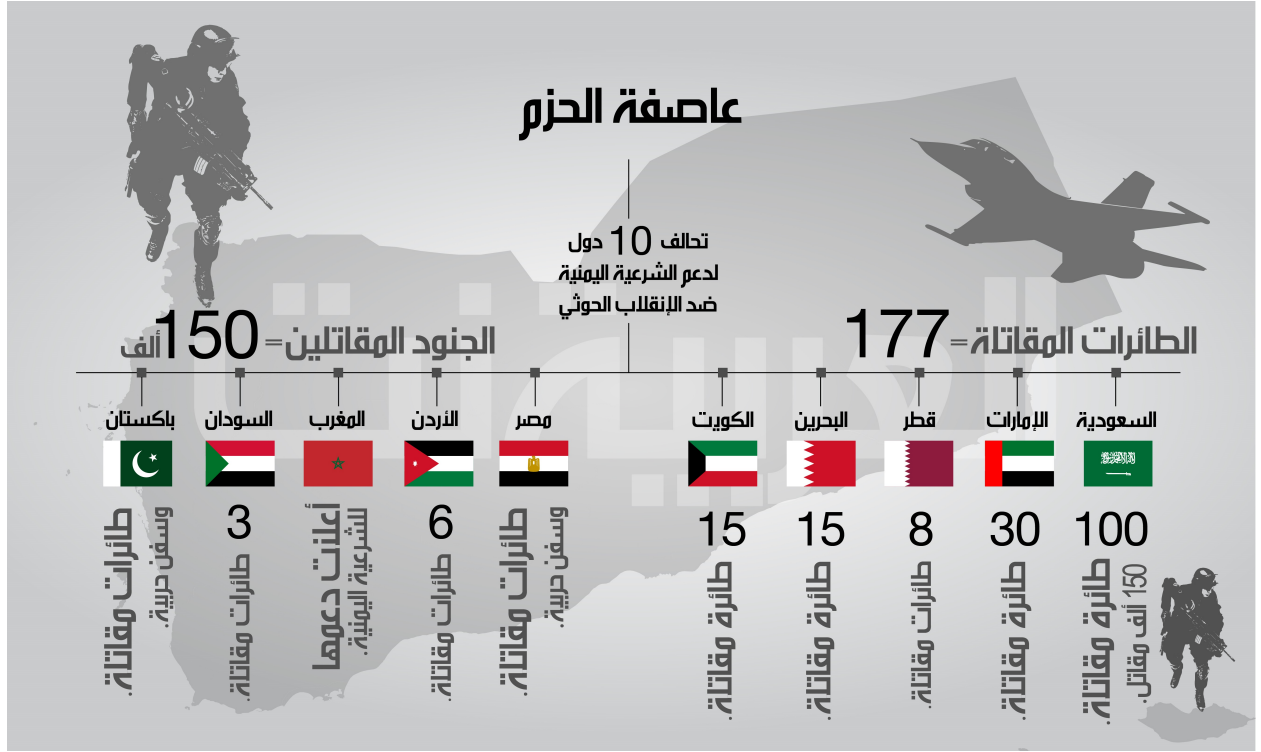 عاصفة الحزم
تحالف 10 دول
لدعم الشرعية اليمنية
ضد الإنقلاب الحوثي
الطائرات المقاتلة=177
الجنود المقاتلين=150 ألف
السعودية
100
طائرة مقاتلة.
150 ألف مقاتل.
الإمارات
30
طائرة مقاتلة.
قطر
8
طائرات مقاتلة.
البحرين
15
طائرة مقاتلة.
الكويت
15
طائرة مقاتلة.
مصر
طائرات مقاتلة.
وسفن حربية.
الأردن
6
طائرات مقاتلة.
المغرب
أعلنت دعمها
للشرعية اليمنية.
السودان
3
طائرات مقاتلة.
باكستان
طائرات مقاتلة.
وسفن حربية.
العربية نت